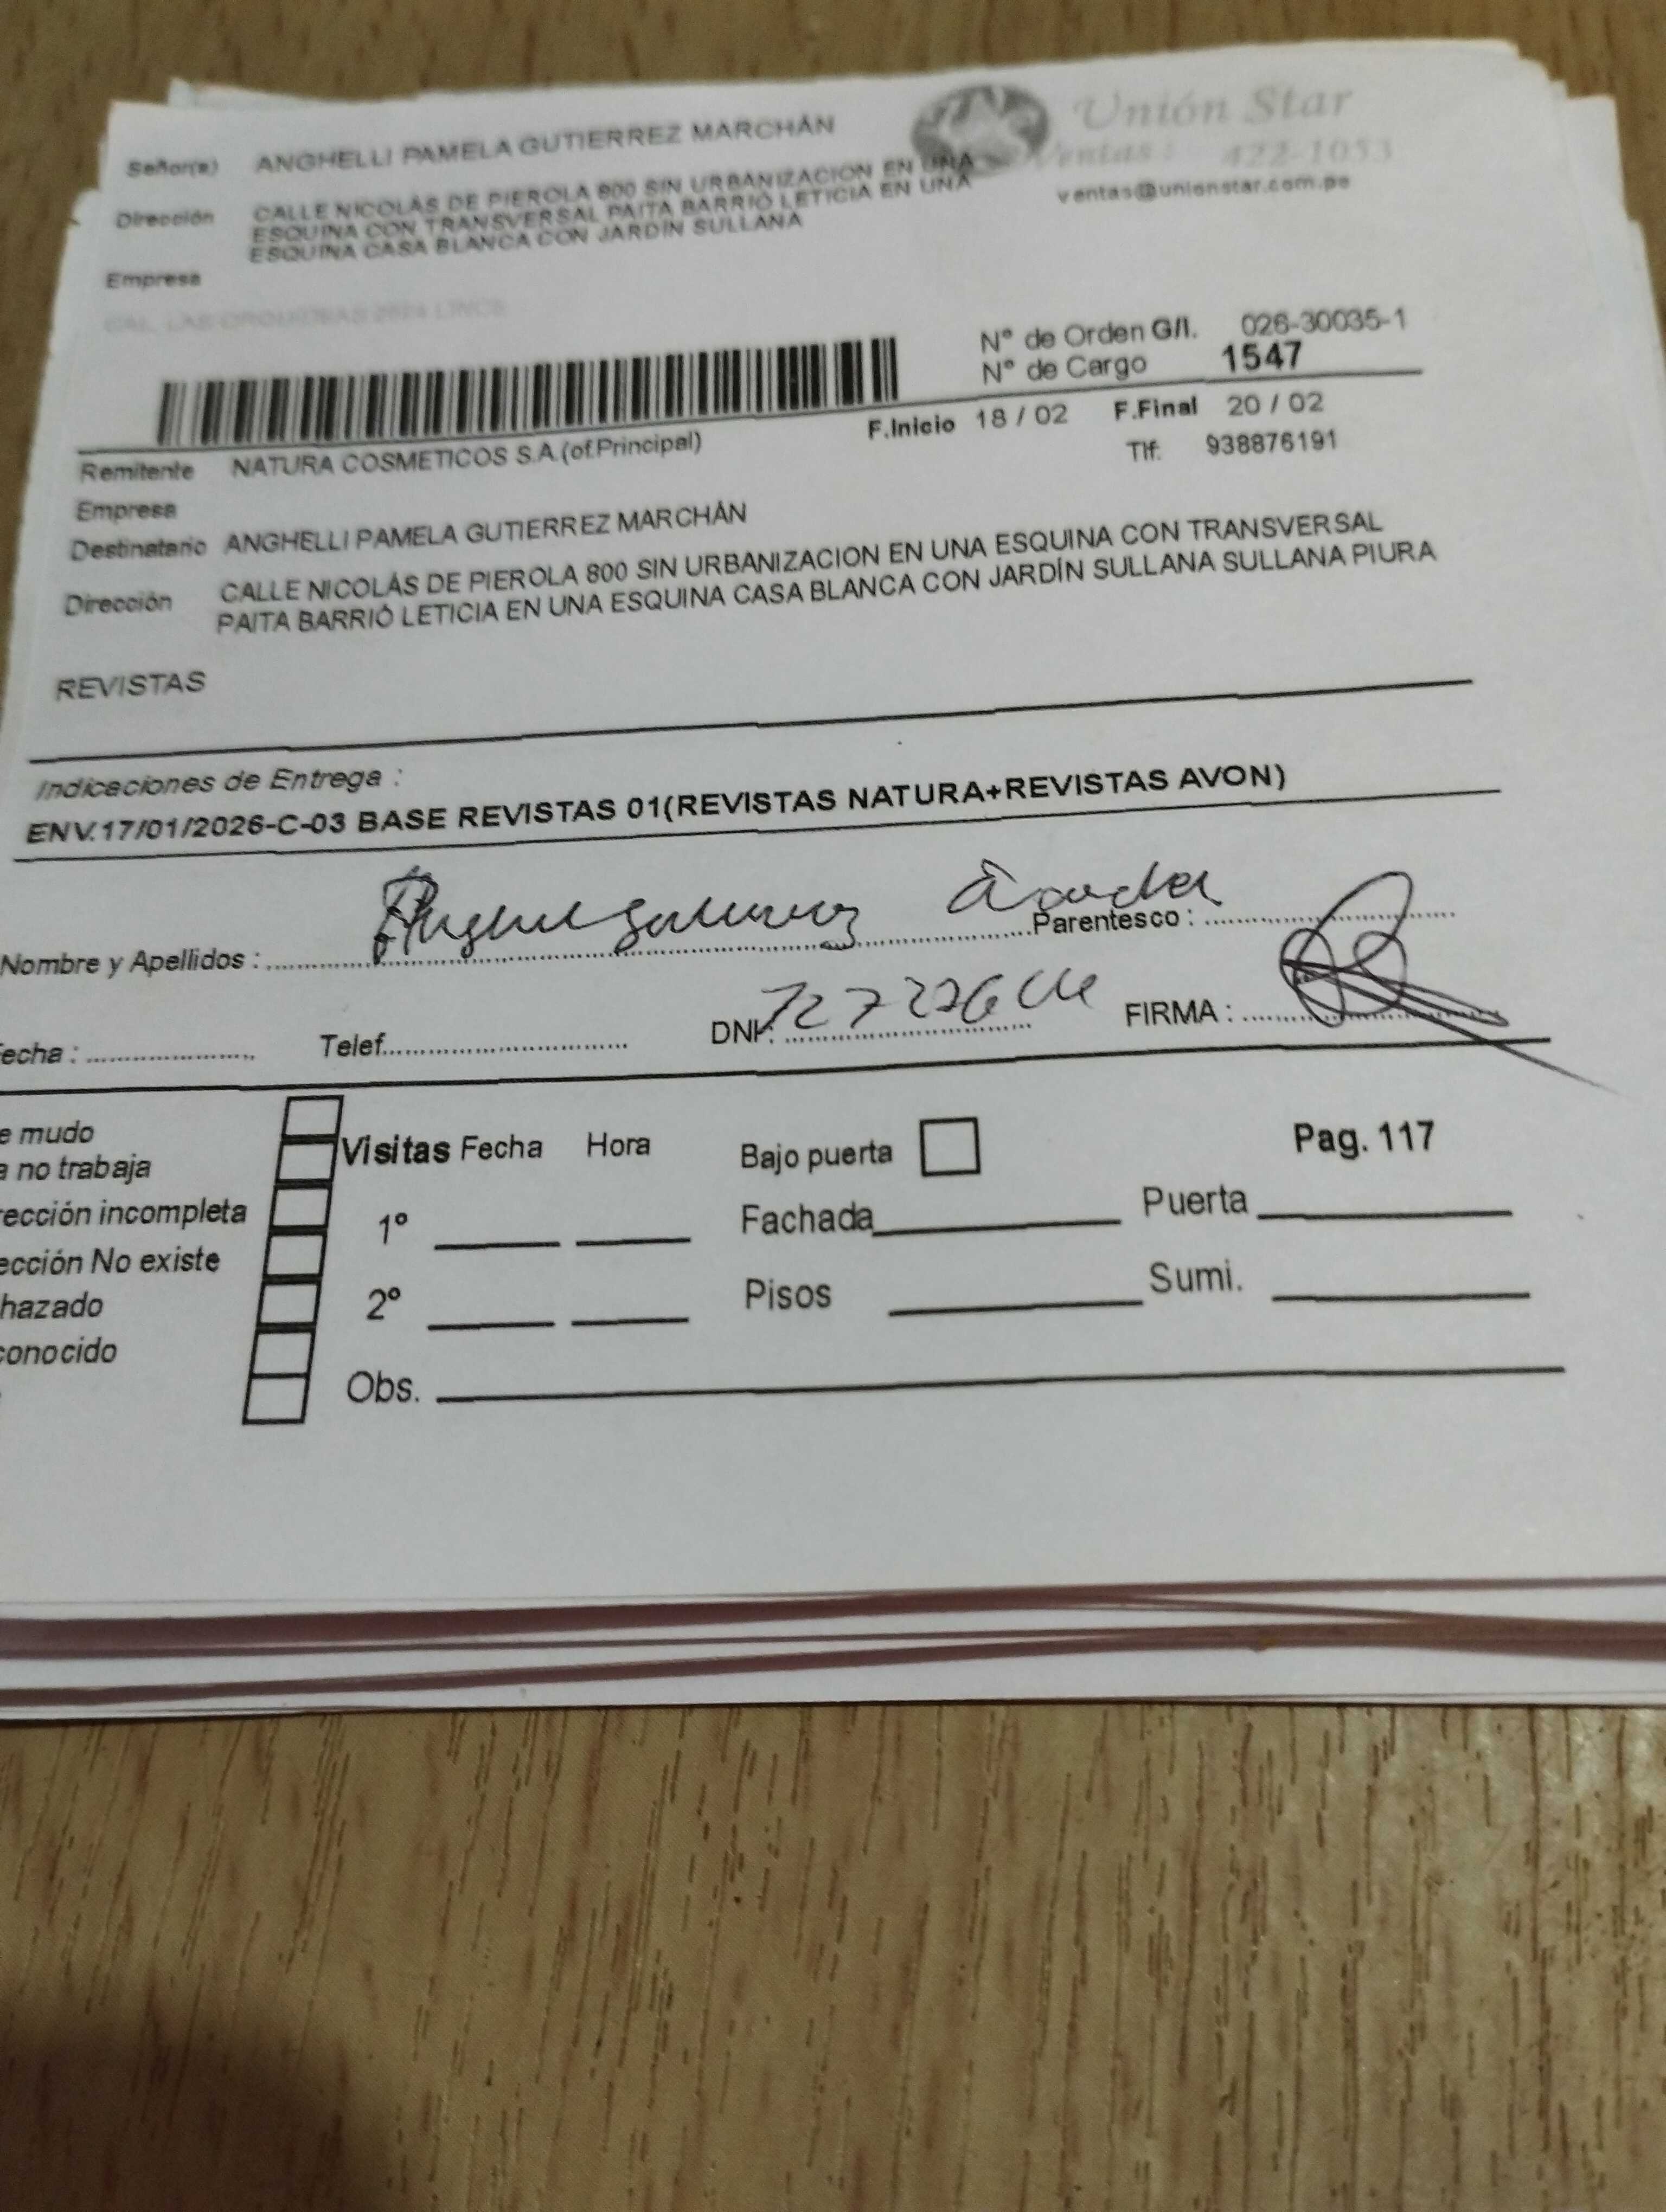 Unión Star
Ventas: 422-1053
ventas@unionstar.com.pe
Señor(a) ANGHELLI PAMELA GUTIERREZ MARCHÁN
Dirección CALLE NICOLÁS DE PIEROLA 800 SIN URBANIZACION EN UNA
ESQUINA CON TRANSVERSAL PAITA BARRIÓ LETICIA EN UNA
ESQUINA CASA BLANCA CON JARDÍN SULLANA
Empresa
N° de Orden G/I. 026-30035-1
N° de Cargo 1547
F.Inicio 18 / 02 F.Final 20 / 02
Remitente NATURA COSMETICOS S.A.(of.Principal) Tlf: 938876191
Empresa
Destinatario ANGHELLI PAMELA GUTIERREZ MARCHÁN
Dirección CALLE NICOLÁS DE PIEROLA 800 SIN URBANIZACION EN UNA ESQUINA CON TRANSVERSAL
PAITA BARRIÓ LETICIA EN UNA ESQUINA CASA BLANCA CON JARDÍN SULLANA SULLANA PIURA
REVISTAS
Indicaciones de Entrega :
ENV.17/01/2026-C-03 BASE REVISTAS 01(REVISTAS NATURA+REVISTAS AVON)
Nombre y Apellidos : Parentesco :
echa : Telef. DNI: FIRMA :
e mudo
a no trabaja
rección incompleta
ección No existe
hazado
conocido
Visitas Fecha Hora
1º
2º
Obs.
Bajo puerta Pag. 117
Fachada Puerta
Pisos Sumi.